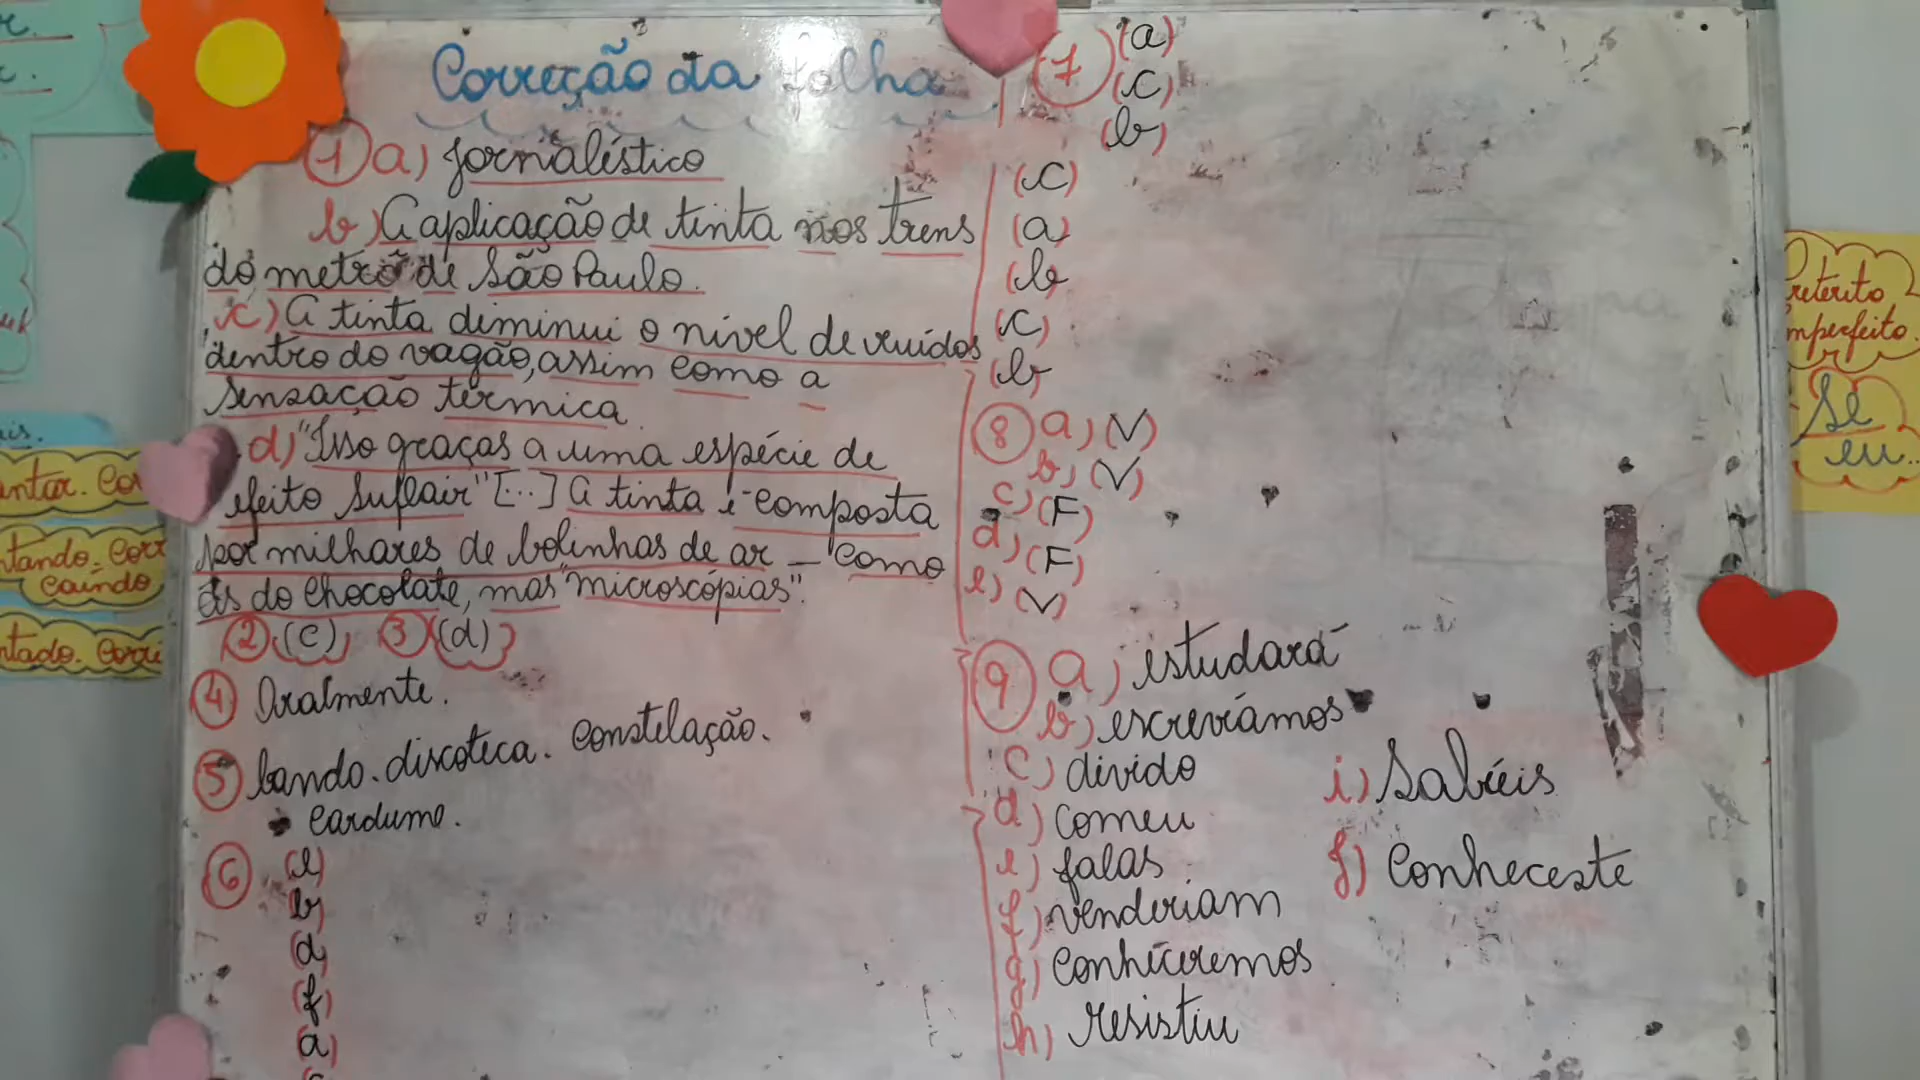 Correção da folha
1 a) Jornalístico
b) A aplicação de tinta nos trens
do metrô de São Paulo.
c) A tinta diminui o nível de ruídos
dentro do vagão, assim como a
sensação térmica.
d) "Isso graças a uma espécie de
efeito Suflair" [...] A tinta é composta
por milhares de bolinhas de ar — como
as do chocolate, mas "microscópias".
2 (c), 3 (d)
4 Oralmente.
5 bando. discoteca. constelação.
cardume.
6 (e)
(b)
(d)
(f)
(a)
7 (a)
(c)
(b)
(c)
(a)
(b)
(c)
(b)
8 a) (V)
b) (V)
c) (F)
d) (F)
e) (V)
9 a) estudará
b) escrevíamos
c) divido
d) comeu
e) falas
f) venderiam
g) conheceremos
h) resistiu
i) Sabíeis
j) Conheceste
Pretérito
imperfeito.
Se
eu...